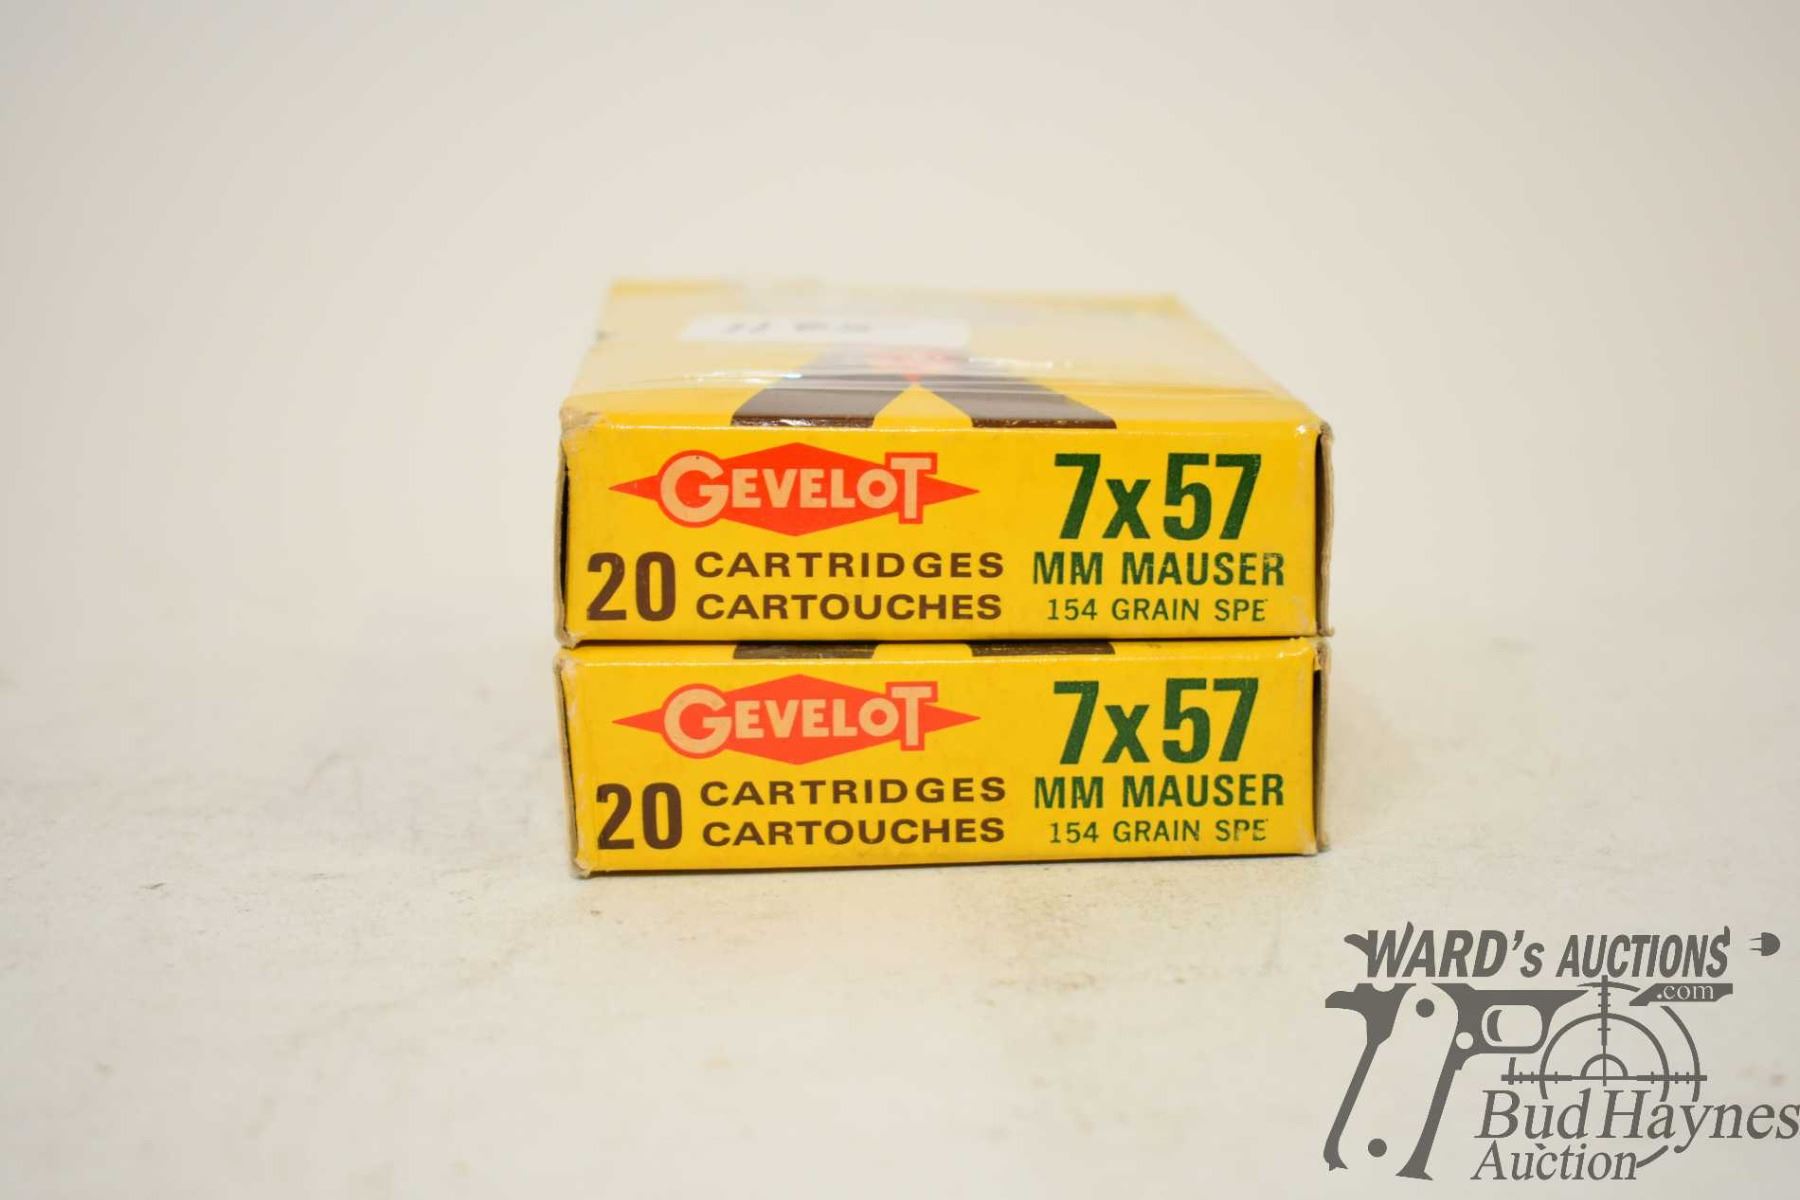 GEVELOT
20 CARTRIDGES
CARTOUCHES
7x57
MM MAUSER
154 GRAIN SPE
GEVELOT
20 CARTRIDGES
CARTOUCHES
7x57
MM MAUSER
154 GRAIN SPE
WARD's AUCTIONS
.com
Bud Haynes
Auction